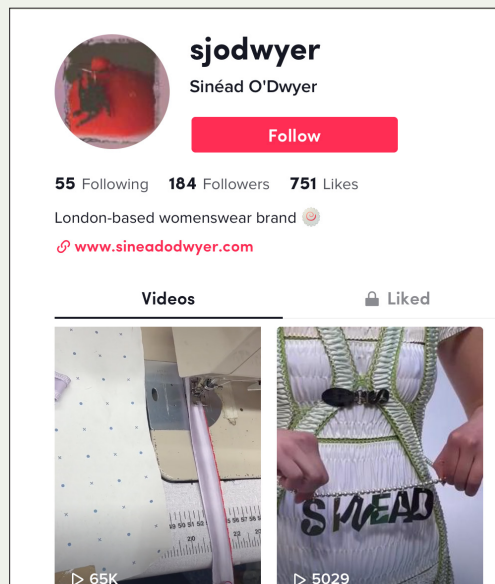 sjodwyer
Sinéad O'Dwyer
Follow
55 Following 184 Followers 751 Likes
London-based womenswear brand
www.sineadodwyer.com
Videos Liked
SINEAD
65K 5029